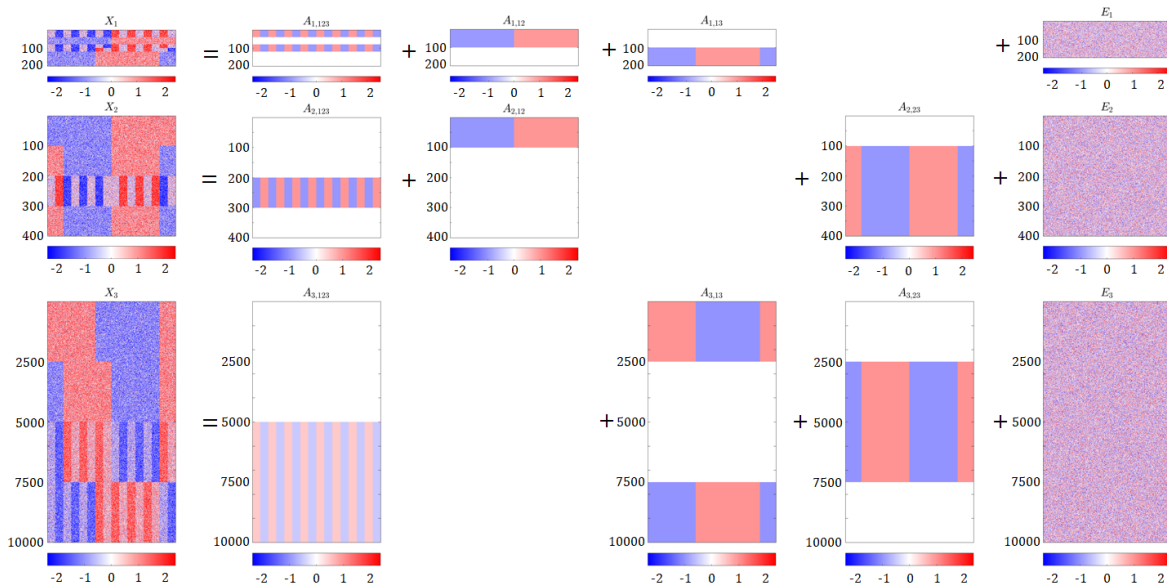 X₁ A₁,₁₂₃ A₁,₁₂ A₁,₁₃ E₁
100 = 100 + 100 + 100 + 100
200 200 200 200 200
-2 -1 0 1 2 -2 -1 0 1 2 -2 -1 0 1 2 -2 -1 0 1 2 -2 -1 0 1 2
X₂ A₂,₁₂₃ A₂,₁₂ A₂,₂₃ E₂
100 100 100 100 100
200 = 200 + 200 + 200 + 200
300 300 300 300 300
400 400 400 400 400
-2 -1 0 1 2 -2 -1 0 1 2 -2 -1 0 1 2 -2 -1 0 1 2 -2 -1 0 1 2
X₃ A₃,₁₂₃ A₃,₁₃ A₃,₂₃ E₃
2500 2500 2500 2500 2500
5000 = 5000 + 5000 + 5000 + 5000
7500 7500 7500 7500 7500
10000 10000 10000 10000 10000
-2 -1 0 1 2 -2 -1 0 1 2 -2 -1 0 1 2 -2 -1 0 1 2 -2 -1 0 1 2